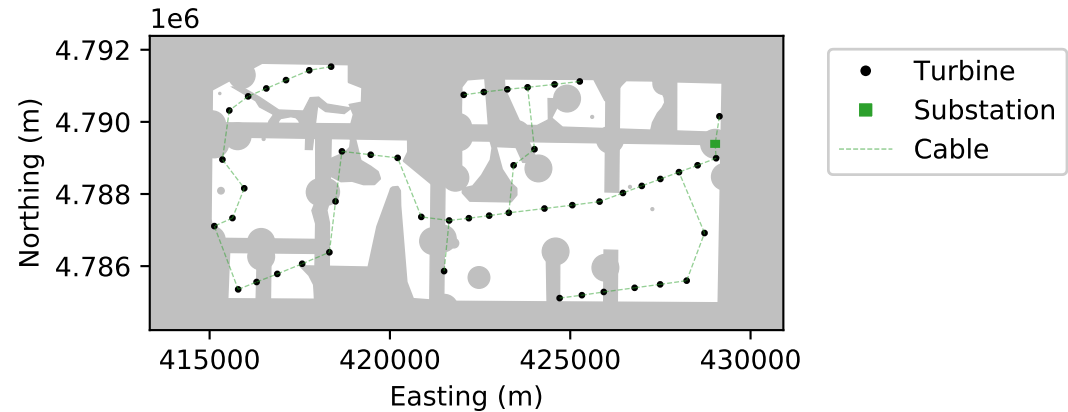 1e6
4.792
4.790
4.788
4.786
Northing (m)
415000 420000 425000 430000
Easting (m)
Turbine
Substation
Cable